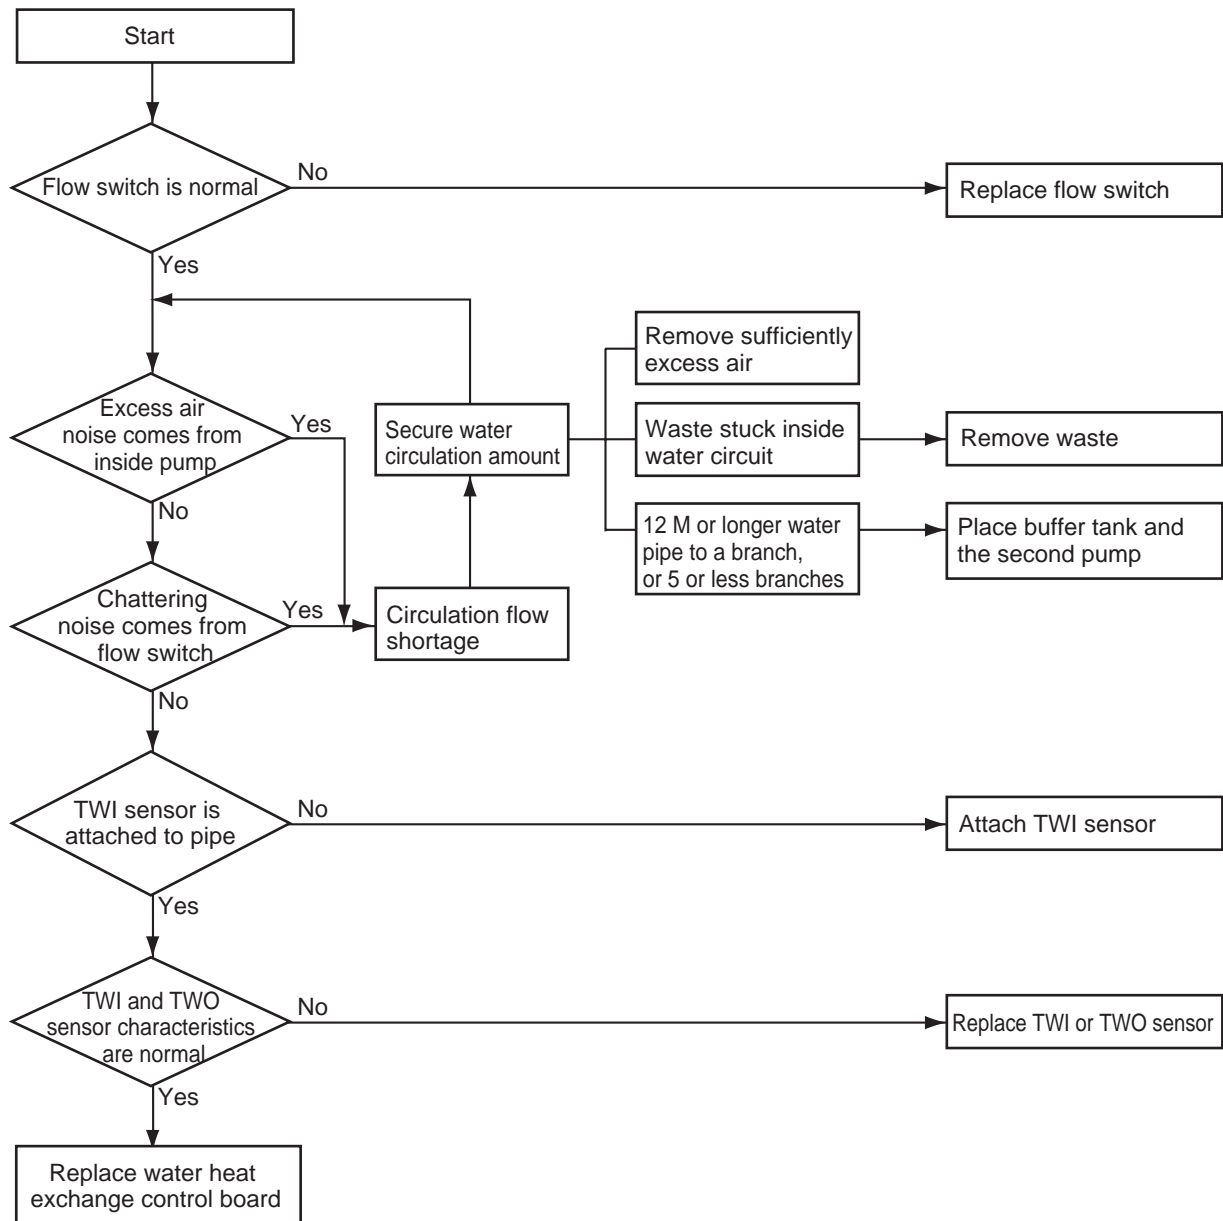 Start
Flow switch is normal
No
Replace flow switch
Yes
Excess air
noise comes from
inside pump
Yes
No
Secure water
circulation amount
Remove sufficiently
excess air
Waste stuck inside
water circuit
Remove waste
12 M or longer water
pipe to a branch,
or 5 or less branches
Place buffer tank and
the second pump
Chattering
noise comes from
flow switch
Yes
No
Circulation flow
shortage
TWI sensor is
attached to pipe
No
Attach TWI sensor
Yes
TWI and TWO
sensor characteristics
are normal
No
Replace TWI or TWO sensor
Yes
Replace water heat
exchange control board